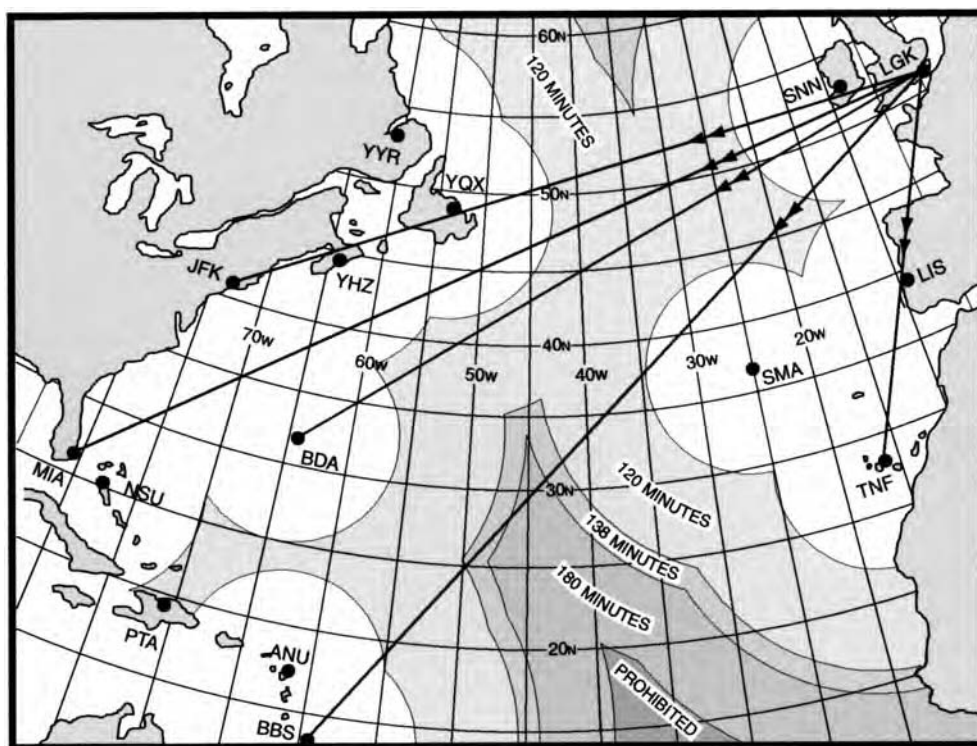 60N
120 MINUTES
LGK
SNN
YYR
YQX
50N
JFK
YHZ
LIS
70W
60W
40N
50W
40W
30W
20W
SMA
BDA
MIA
NSU
30N
120 MINUTES
TNF
138 MINUTES
180 MINUTES
PTA
ANU
20N
PROHIBITED
BBS